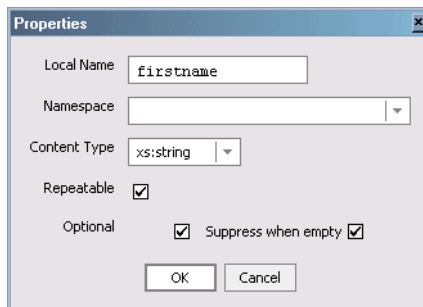 Properties
Local Name firstname
Namespace
Content Type xs:string
Repeatable
Optional Suppress when empty
OK Cancel